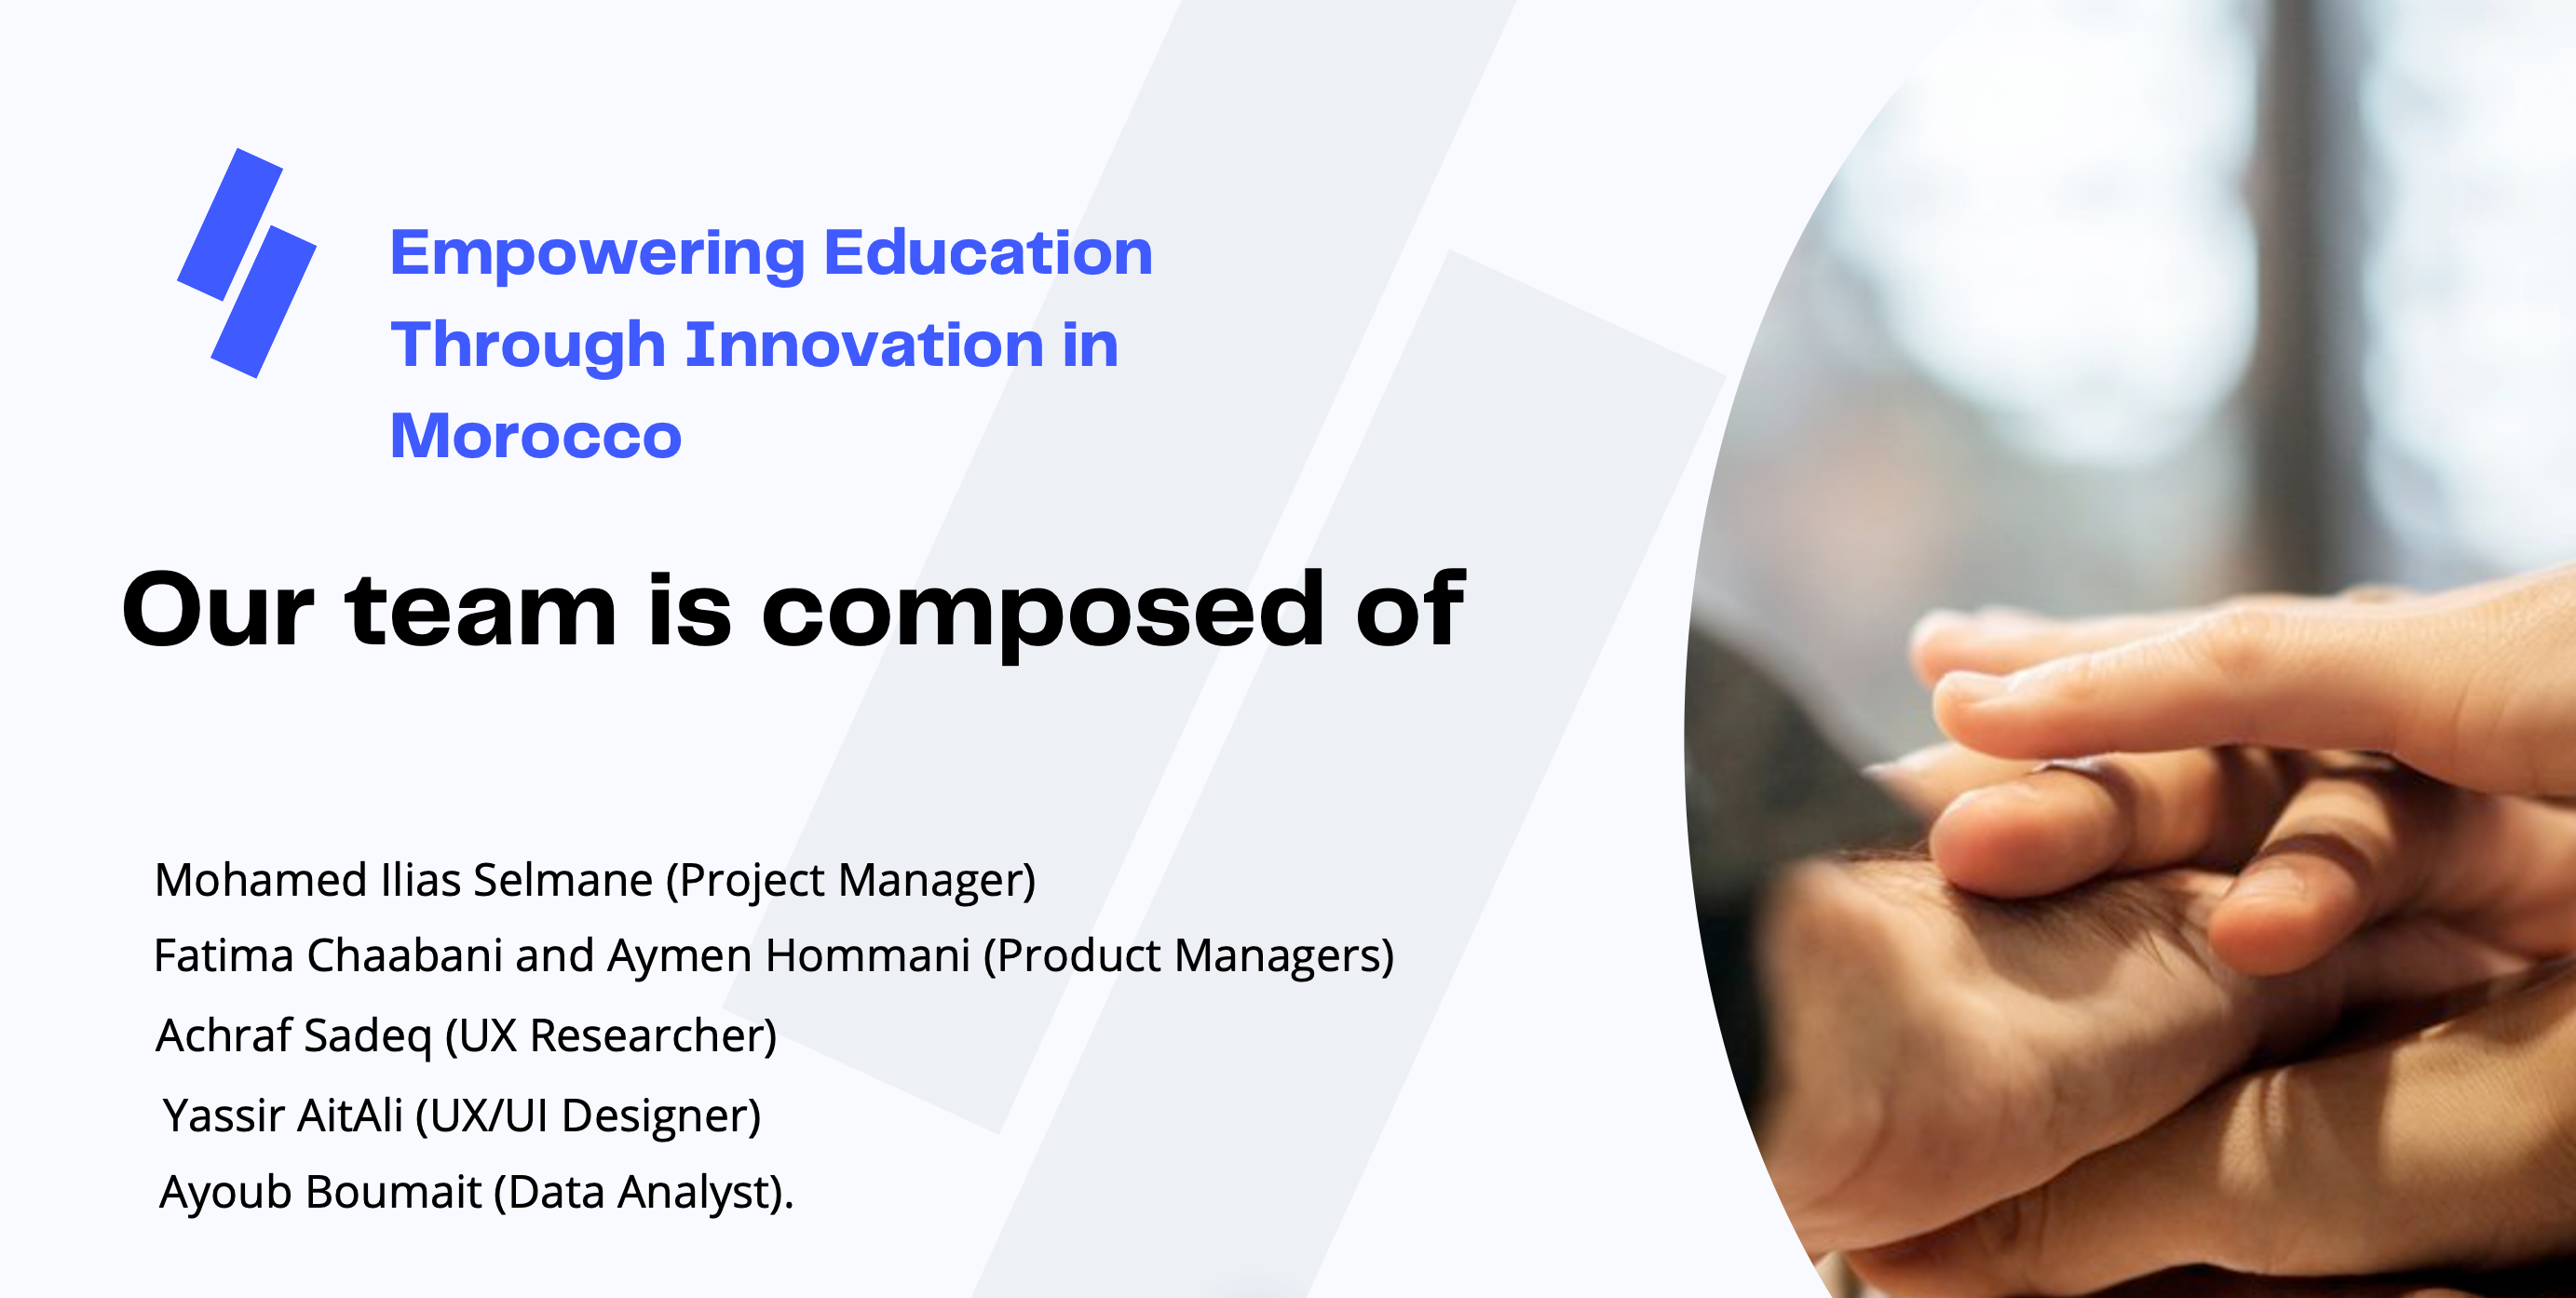 Empowering Education
Through Innovation in
Morocco
Our team is composed of
Mohamed Ilias Selmane (Project Manager)
Fatima Chaabani and Aymen Hommani (Product Managers)
Achraf Sadeq (UX Researcher)
Yassir AitAli (UX/UI Designer)
Ayoub Boumait (Data Analyst).